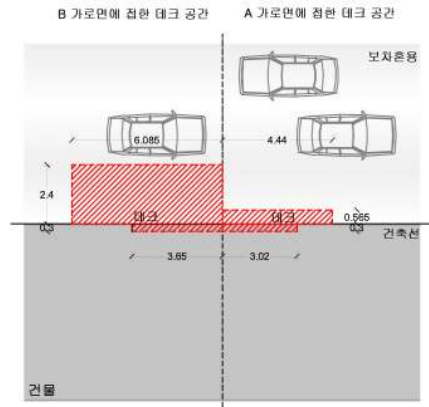 B 가로면에 접한 데크 공간 A 가로면에 접한 데크 공간
보차혼용
6.085 4.44
2.4
데크 데크 0.565
0.3 0.3
건축선
3.65 3.02
건물